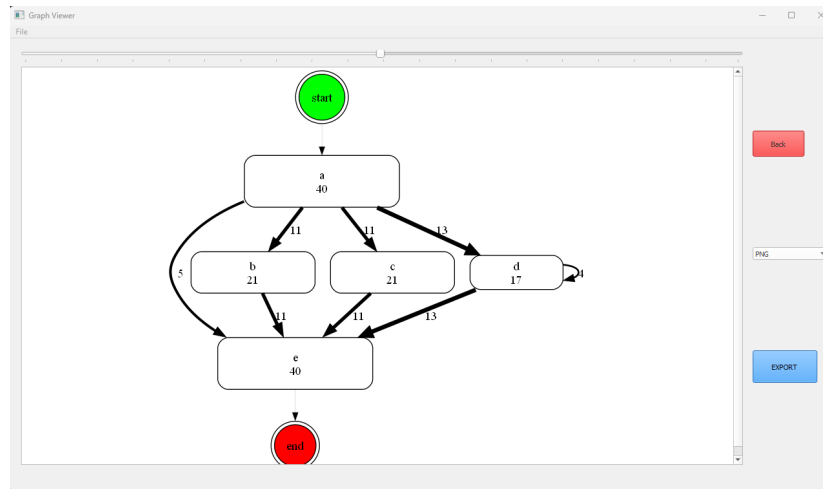 Graph Viewer
File
start
a
40
11
11
13
5
b
21
c
21
d
17
4
11
11
13
e
40
end
Back
PNG
EXPORT